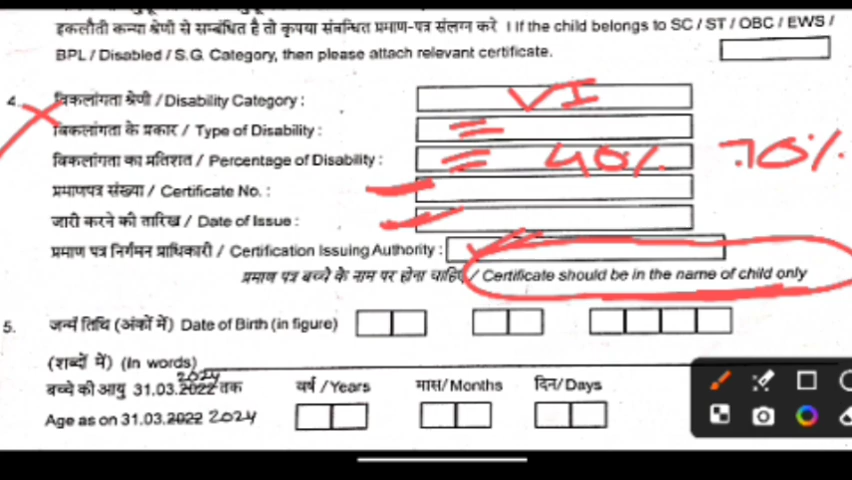 इकलौती कन्या श्रेणी से सम्बंधित है तो कृपया संबन्धित प्रमाण-पत्र संलग्न करे । If the child belongs to SC / ST / OBC / EWS /
BPL / Disabled / S.G. Category, then please attach relevant certificate.
4. विकलांगता श्रेणी / Disability Category : VI
विकलांगता के प्रकार / Type of Disability :
विकलांगता का प्रतिशत / Percentage of Disability : 40% 70%
प्रमाणपत्र संख्या / Certificate No. :
जारी करने की तारिख / Date of Issue :
प्रमाण पत्र निर्गमन प्राधिकारी / Certification Issuing Authority :
प्रमाण पत्र बच्चे के नाम पर होना चाहिए / Certificate should be in the name of child only
5. जन्म तिथि (अंकों में) Date of Birth (in figure)
(शब्दों में) (In words)
2024
बच्चे की आयु 31.03.2022 तक वर्ष / Years मास/ Months दिन/ Days
Age as on 31.03.2022 2024